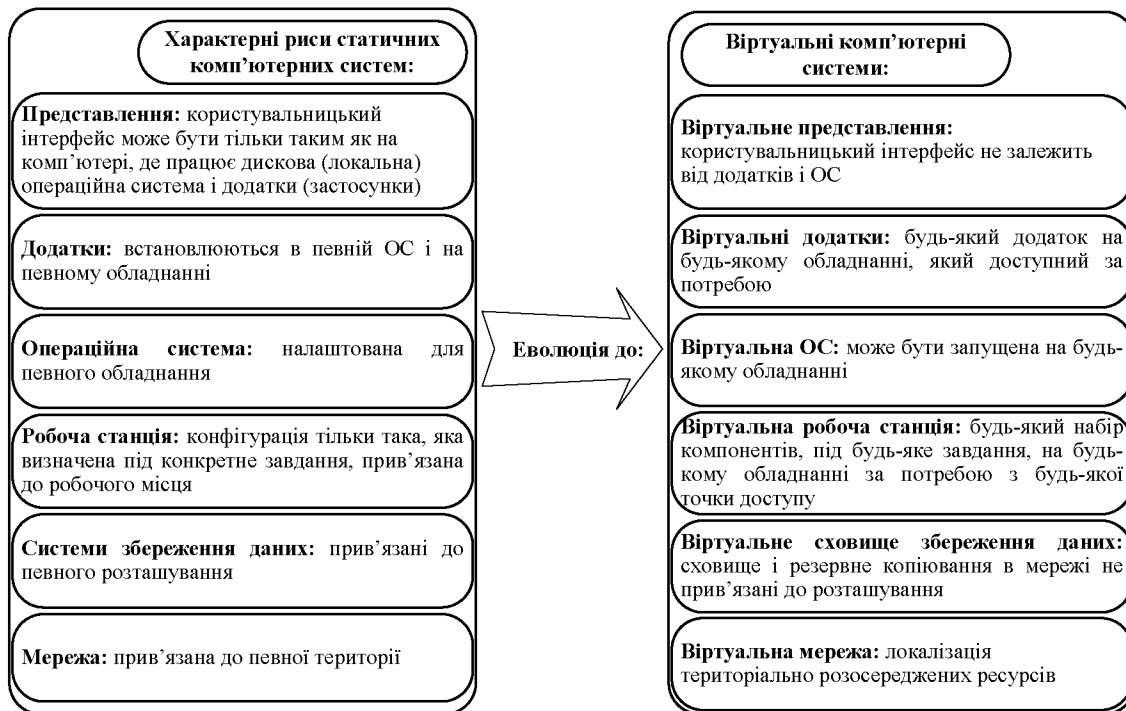 Характерні риси статичних
комп’ютерних систем:
Представлення: користувальницький
інтерфейс може бути тільки таким як на
комп’ютері, де працює дискова (локальна)
операційна система і додатки (застосунки)
Додатки: встановлюються в певній ОС і на
певному обладнанні
Операційна система: налаштована для
певного обладнання
Робоча станція: конфігурація тільки така, яка
визначена під конкретне завдання, прив’язана
до робочого місця
Системи збереження даних: прив’язані до
певного розташування
Мережа: прив’язана до певної території
Еволюція до:
Віртуальні комп’ютерні
системи:
Віртуальне представлення:
користувальницький інтерфейс не залежить
від додатків і ОС
Віртуальні додатки: будь-який додаток на
будь-якому обладнанні, який доступний за
потребою
Віртуальна ОС: може бути запущена на будь-
якому обладнанні
Віртуальна робоча станція: будь-який набір
компонентів, під будь-яке завдання, на будь-
кому обладнанні за потребою з будь-якої
точки доступу
Віртуальне сховище збереження даних:
сховище і резервне копіювання в мережі не
прив’язані до розташування
Віртуальна мережа: локалізація
територіально розосереджених ресурсів